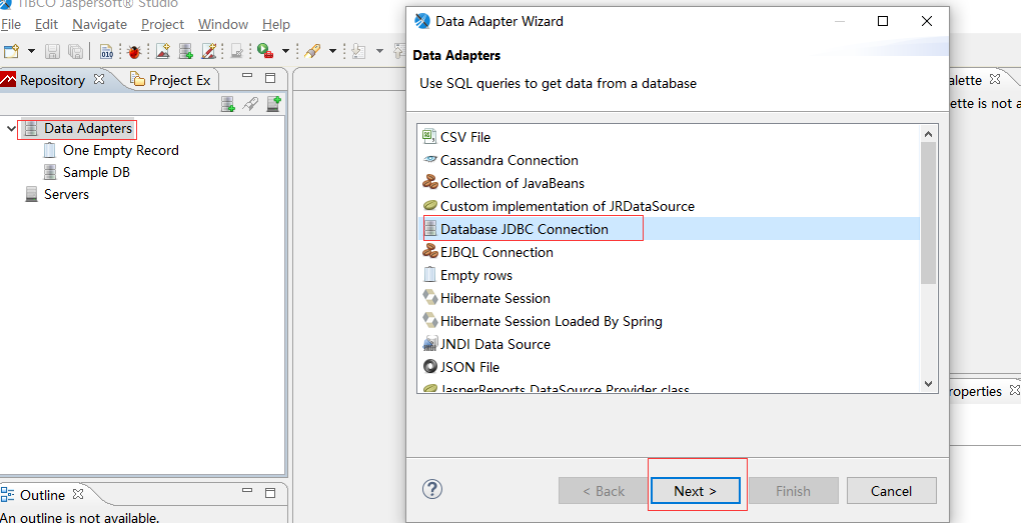 TIBCO Jaspersoft® Studio
File Edit Navigate Project Window Help
Repository
Project Ex
Data Adapters
One Empty Record
Sample DB
Servers
Outline
An outline is not available.
Data Adapter Wizard
Data Adapters
Use SQL queries to get data from a database
CSV File
Cassandra Connection
Collection of JavaBeans
Custom implementation of JRDataSource
Database JDBC Connection
EJBQL Connection
Empty rows
Hibernate Session
Hibernate Session Loaded By Spring
JNDI Data Source
JSON File
JasperReports DataSource Provider class
< Back
Next >
Finish
Cancel
alette
ette is not a
roperties